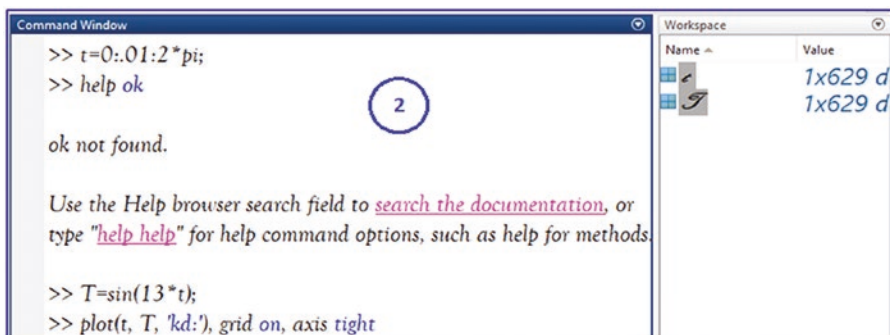 Command Window
>> t=0:.01:2*pi;
>> help ok
2
ok not found.
Use the Help browser search field to search the documentation, or
type "help help" for help command options, such as help for methods.
>> T=sin(13*t);
>> plot(t, T, 'kd:'), grid on, axis tight
Workspace
Name Value
t 1x629 d
T 1x629 d